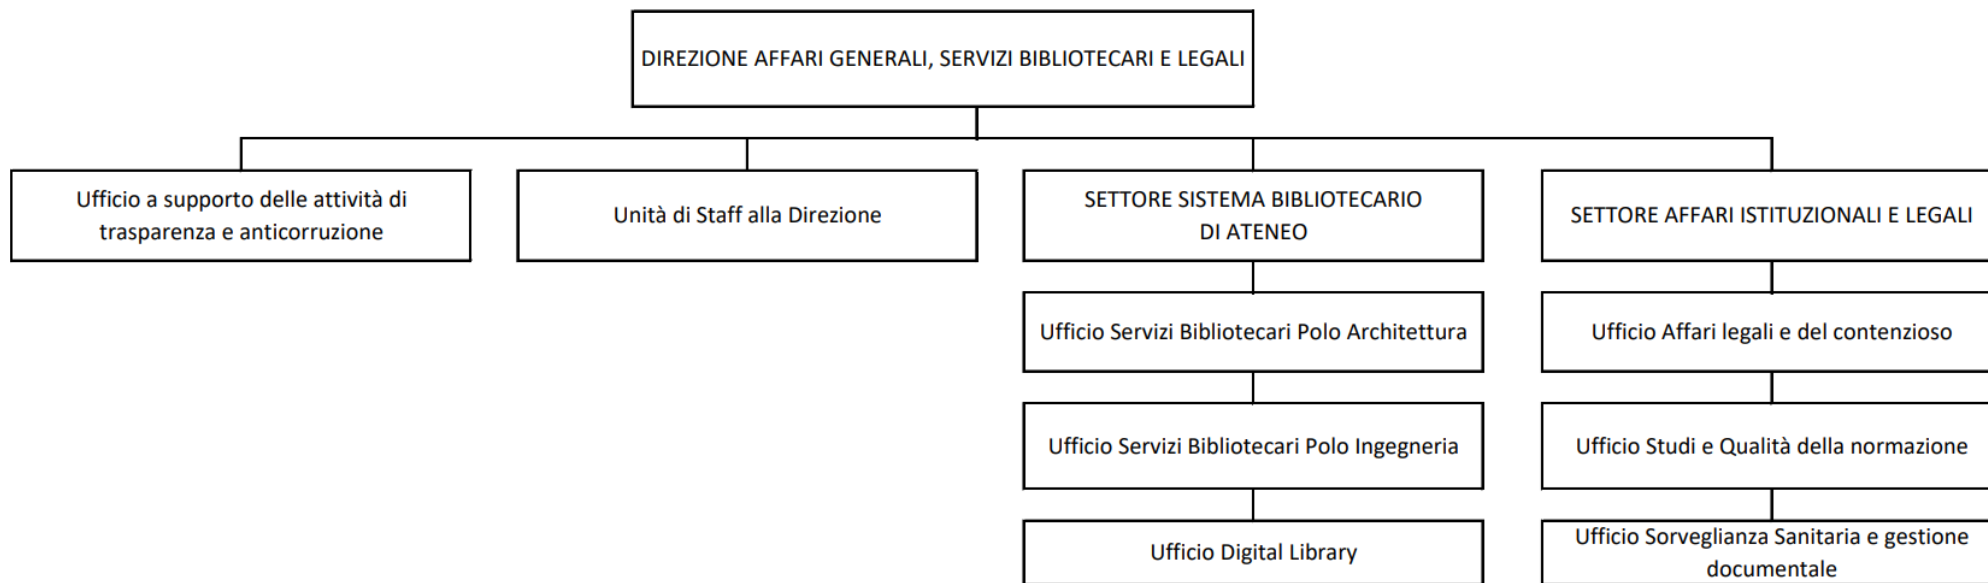 DIREZIONE AFFARI GENERALI, SERVIZI BIBLIOTECARI E LEGALI
Ufficio a supporto delle attività di
trasparenza e anticorruzione
Unità di Staff alla Direzione
SETTORE SISTEMA BIBLIOTECARIO
DI ATENEO
SETTORE AFFARI ISTITUZIONALI E LEGALI
Ufficio Servizi Bibliotecari Polo Architettura
Ufficio Affari legali e del contenzioso
Ufficio Servizi Bibliotecari Polo Ingegneria
Ufficio Studi e Qualità della normazione
Ufficio Digital Library
Ufficio Sorveglianza Sanitaria e gestione
documentale